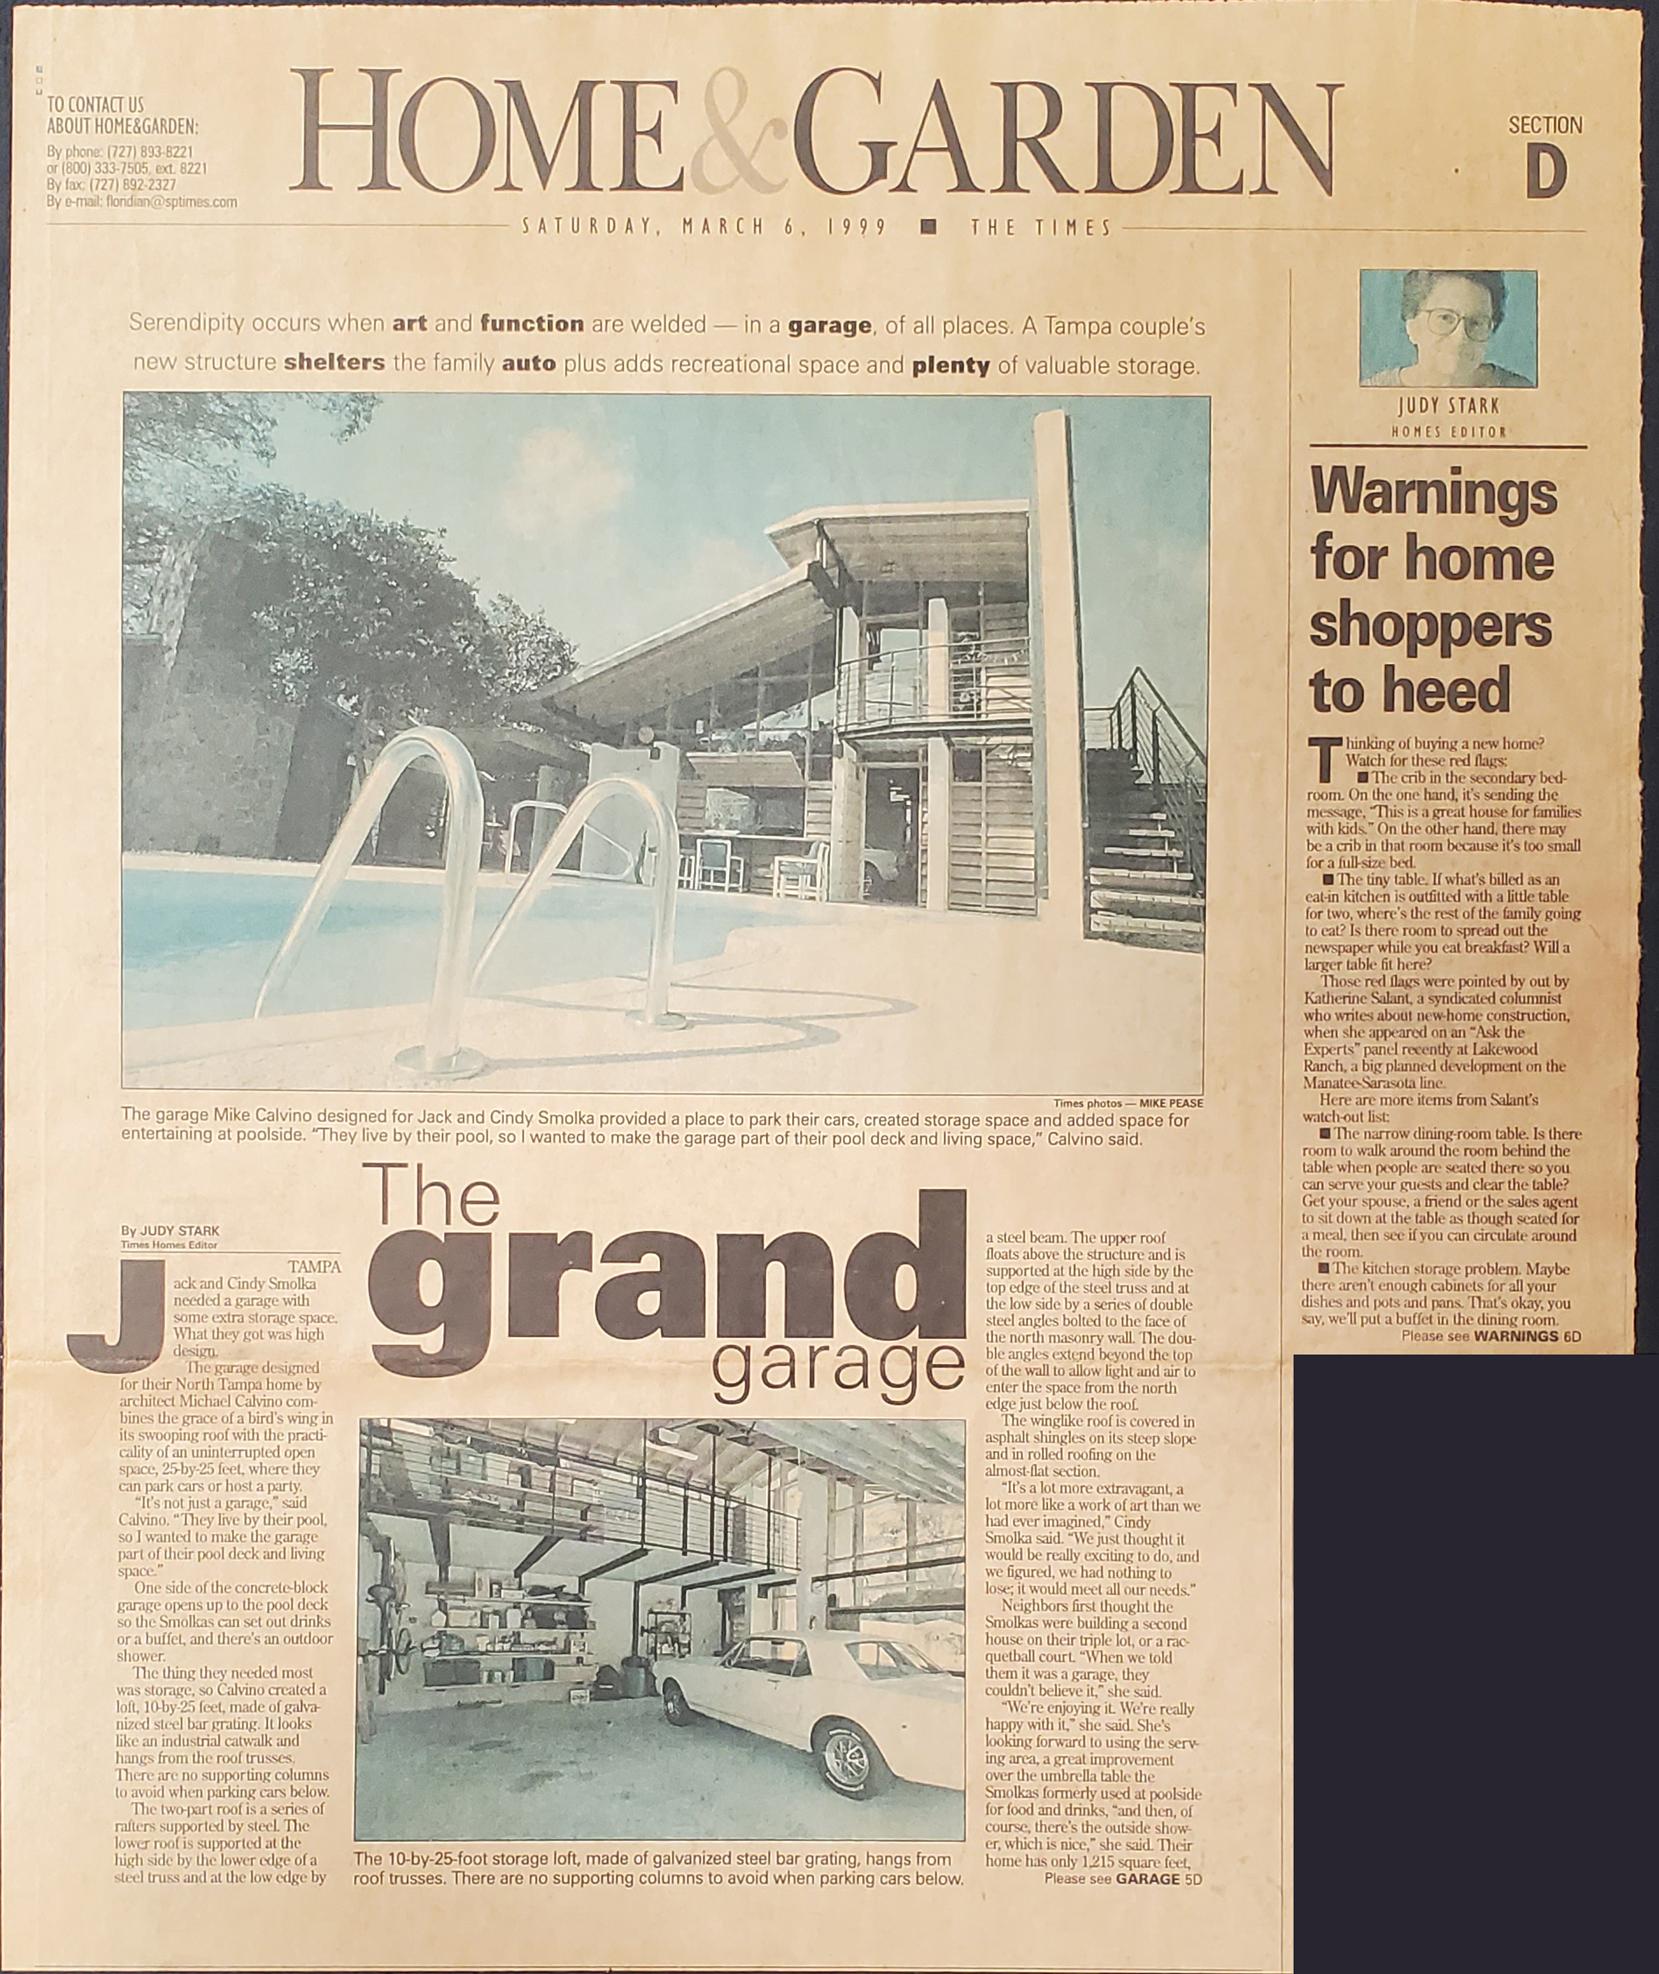 TO CONTACT US
ABOUT HOME&GARDEN:
By phone: (727) 893-8221
or (800) 333-7505, ext. 8221
By fax: (727) 892-2327
By e-mail: floridian@sptimes.com
HOME&GARDEN
SECTION
D
SATURDAY, MARCH 6, 1999 ■ THE TIMES
Serendipity occurs when art and function are welded — in a garage, of all places. A Tampa couple's
new structure shelters the family auto plus adds recreational space and plenty of valuable storage.
Times photos — MIKE PEASE
The garage Mike Calvino designed for Jack and Cindy Smolka provided a place to park their cars, created storage space and added space for
entertaining at poolside. “They live by their pool, so I wanted to make the garage part of their pool deck and living space,” Calvino said.
The
grand
garage
By JUDY STARK
Times Homes Editor
TAMPA
Jack and Cindy Smolka
needed a garage with
some extra storage space.
What they got was high
design.
The garage designed
for their North Tampa home by
architect Michael Calvino com-
bines the grace of a bird's wing in
its swooping roof with the practi-
cality of an uninterrupted open
space, 25-by-25 feet, where they
can park cars or host a party.
“It's not just a garage,” said
Calvino. “They live by their pool,
so I wanted to make the garage
part of their pool deck and living
space.”
One side of the concrete-block
garage opens up to the pool deck
so the Smolkas can set out drinks
or a buffet, and there's an outdoor
shower.
The thing they needed most
was storage, so Calvino created a
loft, 10-by-25 feet, made of galva-
nized steel bar grating. It looks
like an industrial catwalk and
hangs from the roof trusses.
There are no supporting columns
to avoid when parking cars below.
The two-part roof is a series of
rafters supported by steel. The
lower roof is supported at the
high side by the lower edge of a
steel truss and at the low edge by
The 10-by-25-foot storage loft, made of galvanized steel bar grating, hangs from
roof trusses. There are no supporting columns to avoid when parking cars below.
a steel beam. The upper roof
floats above the structure and is
supported at the high side by the
top edge of the steel truss and at
the low side by a series of double
steel angles bolted to the face of
the north masonry wall. The dou-
ble angles extend beyond the top
of the wall to allow light and air to
enter the space from the north
edge just below the roof.
The winglike roof is covered in
asphalt shingles on its steep slope
and in rolled roofing on the
almost-flat section.
“It's a lot more extravagant, a
lot more like a work of art than we
had ever imagined,” Cindy
Smolka said. “We just thought it
would be really exciting to do, and
we figured, we had nothing to
lose; it would meet all our needs.”
Neighbors first thought the
Smolkas were building a second
house on their triple lot, or a rac-
quetball court. “When we told
them it was a garage, they
couldn't believe it,” she said.
“We're enjoying it. We're really
happy with it,” she said. She's
looking forward to using the serv-
ing area, a great improvement
over the umbrella table the
Smolkas formerly used at poolside
for food and drinks, “and then, of
course, there's the outside show-
er, which is nice,” she said. Their
home has only 1,215 square feet,
Please see GARAGE 5D
JUDY STARK
HOMES EDITOR
Warnings
for home
shoppers
to heed
Thinking of buying a new home?
Watch for these red flags:
■ The crib in the secondary bed-
room. On the one hand, it's sending the
message, “This is a great house for families
with kids.” On the other hand, there may
be a crib in that room because it's too small
for a full-size bed.
■ The tiny table. If what's billed as an
eat-in kitchen is outfitted with a little table
for two, where's the rest of the family going
to eat? Is there room to spread out the
newspaper while you eat breakfast? Will a
larger table fit here?
Those red flags were pointed by out by
Katherine Salant, a syndicated columnist
who writes about new-home construction,
when she appeared on an “Ask the
Experts” panel recently at Lakewood
Ranch, a big planned development on the
Manatee-Sarasota line.
Here are more items from Salant's
watch-out list:
■ The narrow dining-room table. Is there
room to walk around the room behind the
table when people are seated there so you
can serve your guests and clear the table?
Get your spouse, a friend or the sales agent
to sit down at the table as though seated for
a meal, then see if you can circulate around
the room.
■ The kitchen storage problem. Maybe
there aren't enough cabinets for all your
dishes and pots and pans. That's okay, you
say, we'll put a buffet in the dining room.
Please see WARNINGS 6D